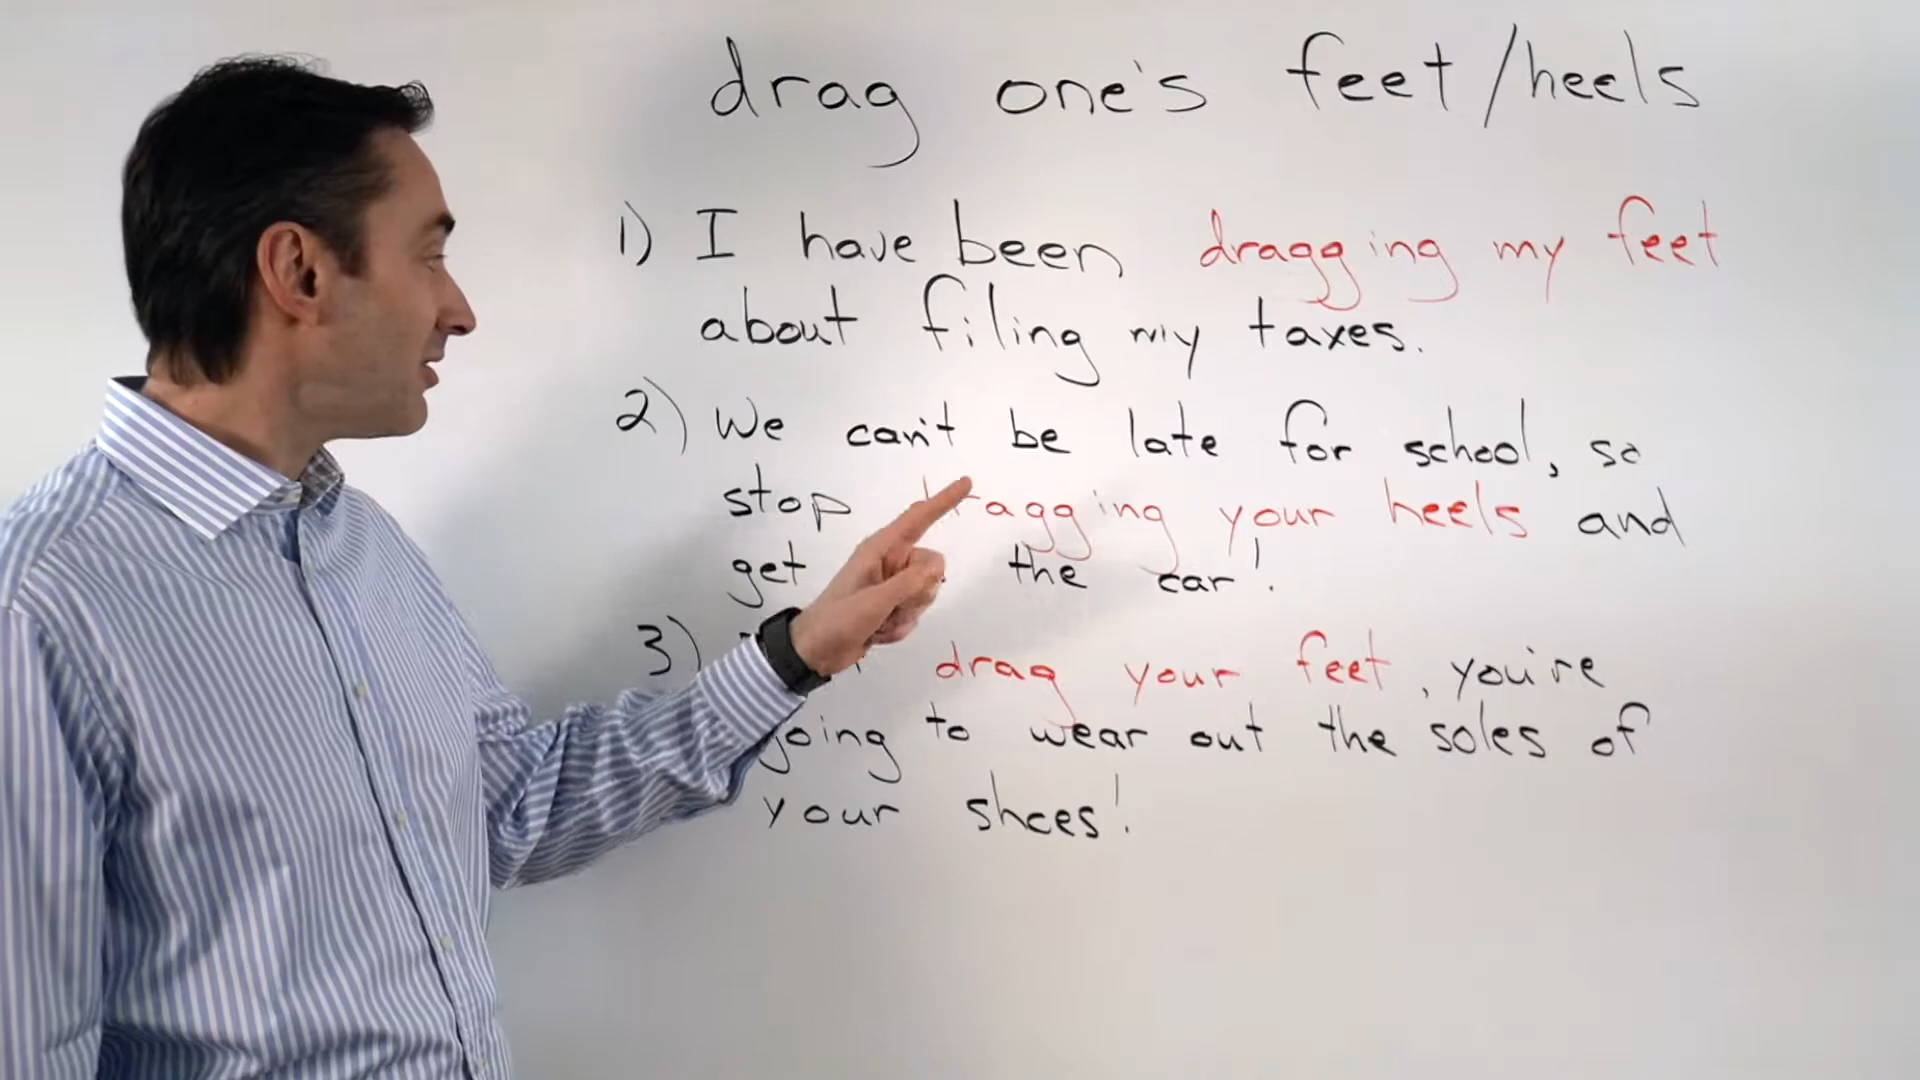 drag one's feet/heels
1) I have been dragging my feet
about filing my taxes.
2) We can't be late for school, so
stop dragging your heels and
get the car!
3) drag your feet, you're
going to wear out the soles of
your shoes!